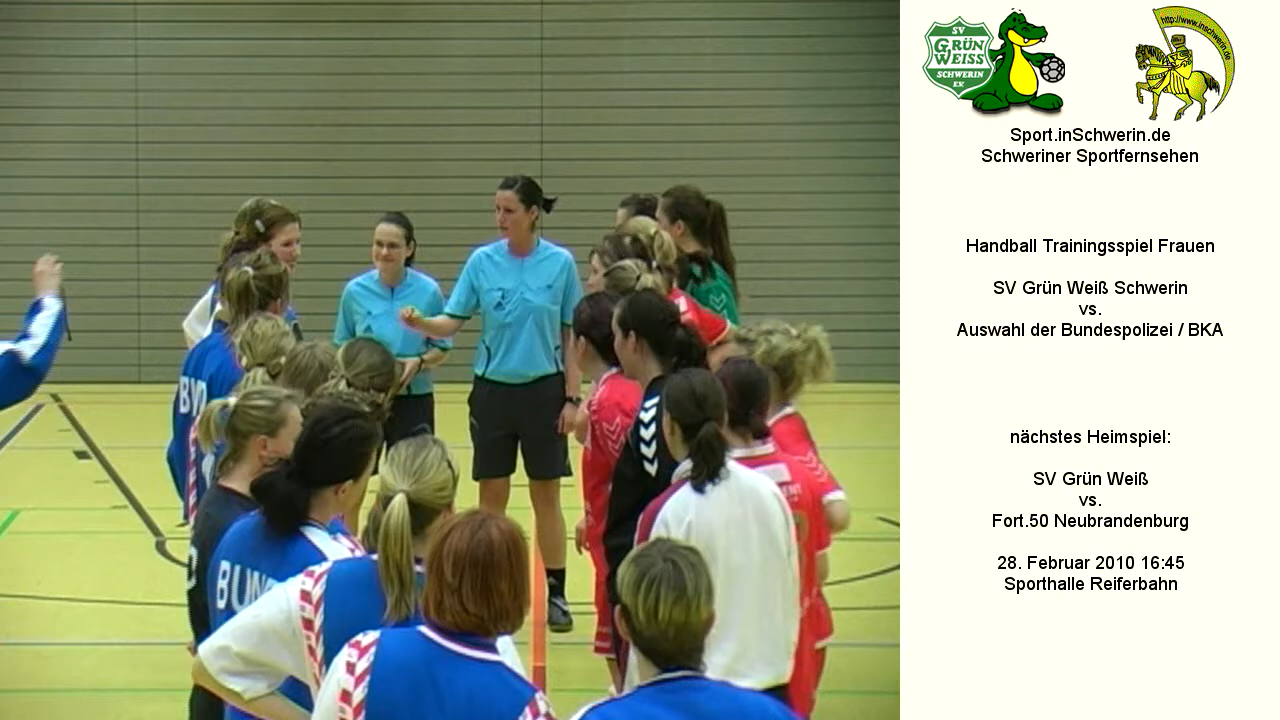 SV
GRÜN
WEISS
SCHWERIN
E.V.
http://www.inschwerin.de
Sport.inSchwerin.de
Schweriner Sportfernsehen
Handball Trainingsspiel Frauen
SV Grün Weiß Schwerin
vs.
Auswahl der Bundespolizei / BKA
nächstes Heimspiel:
SV Grün Weiß
vs.
Fort.50 Neubrandenburg
28. Februar 2010 16:45
Sporthalle Reiferbahn
BUN
BUN